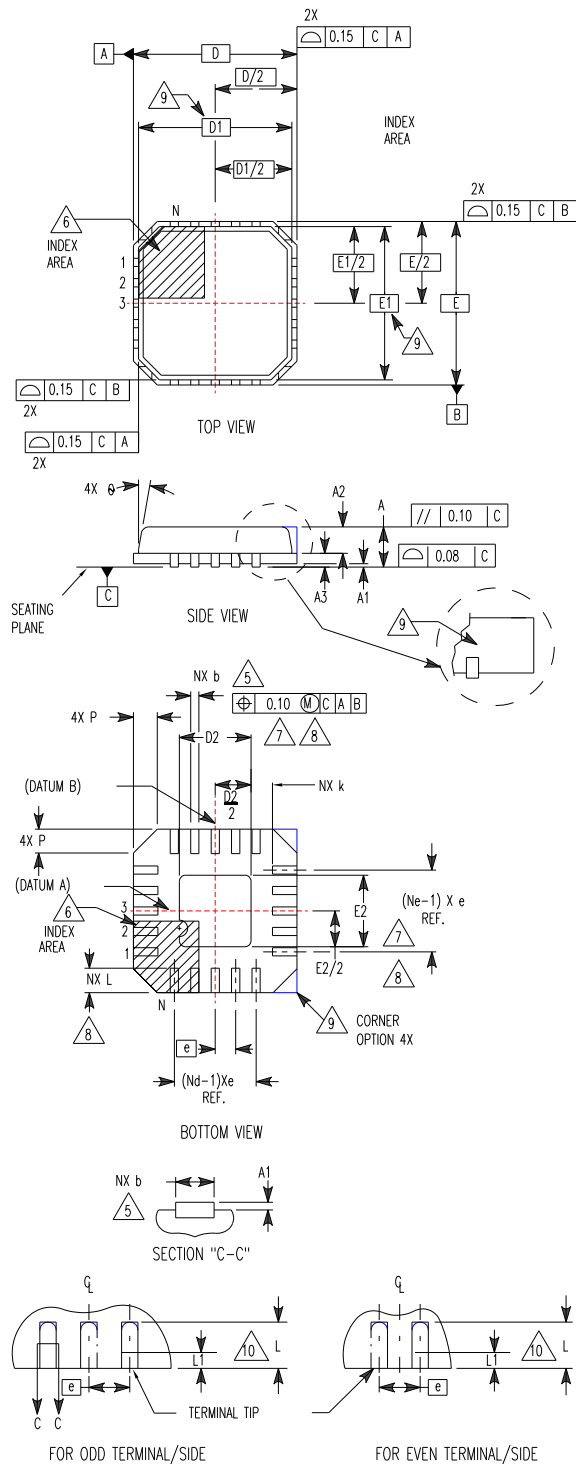 2X
A
D
⌓ 0.15 C A
D/2
9
D1
INDEX
AREA
D1/2
2X
N
⌓ 0.15 C B
6
INDEX
AREA
1
2
3
E1/2
E/2
E1
E
9
⌓ 0.15 C B
2X
B
TOP VIEW
⌓ 0.15 C A
2X
4X θ
A2
A
// 0.10 C
⌓ 0.08 C
C
A3
A1
SEATING
PLANE
SIDE VIEW
9
NX b
5
⌖ 0.10 Ⓜ C A B
4X P
D2
7
8
(DATUM B)
D2
2
NX k
4X P
(DATUM A)
6
INDEX
AREA
3
2
1
E2
(Ne-1) X e
REF.
7
8
E2/2
NX L
8
N
9
CORNER
OPTION 4X
e
(Nd-1)Xe
REF.
BOTTOM VIEW
NX b
5
A1
SECTION "C-C"
℄
℄
L1
10
L
L1
10
L
e
e
C
C
TERMINAL TIP
FOR ODD TERMINAL/SIDE
FOR EVEN TERMINAL/SIDE